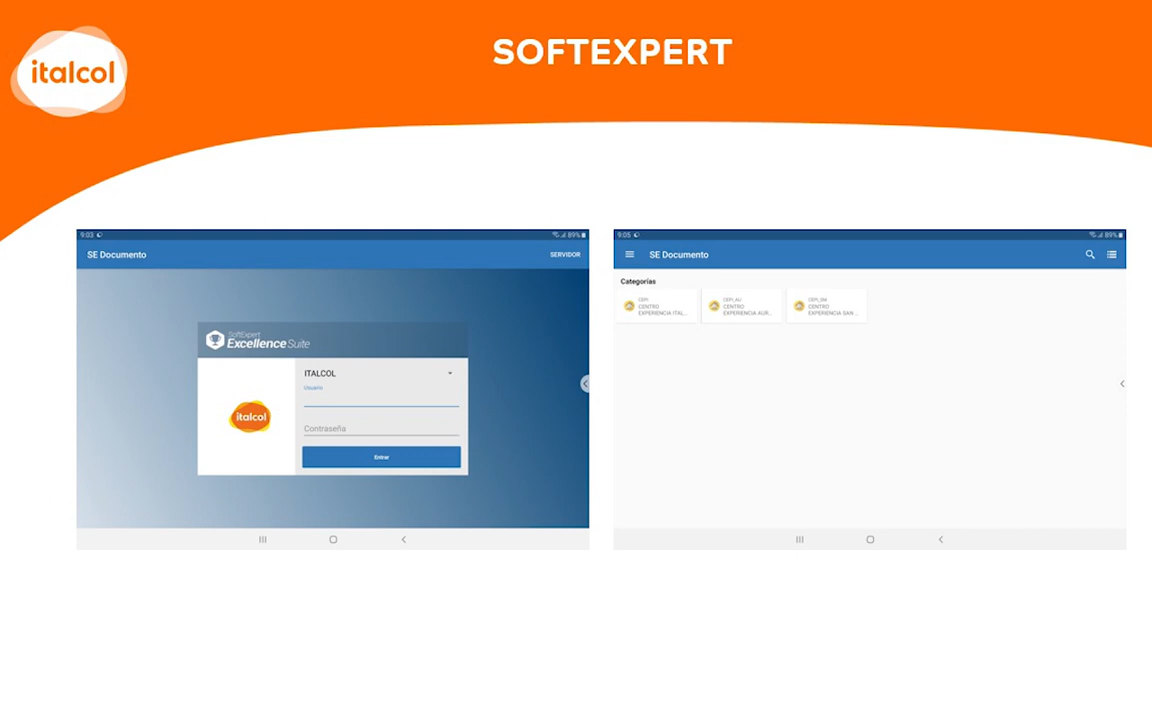 italcol
SOFTEXPERT
9:03
89%
SE Documento
SERVIDOR
SoftExpert
Excellence Suite
ITALCOL
Usuario
italcol
Contraseña
Entrar
9:05
89%
SE Documento
Categorías
CEPI
CENTRO
EXPERIENCIA ITAL...
CEPI_AU
CENTRO
EXPERIENCIA AUR...
CEPI_SM
CENTRO
EXPERIENCIA SAN ...